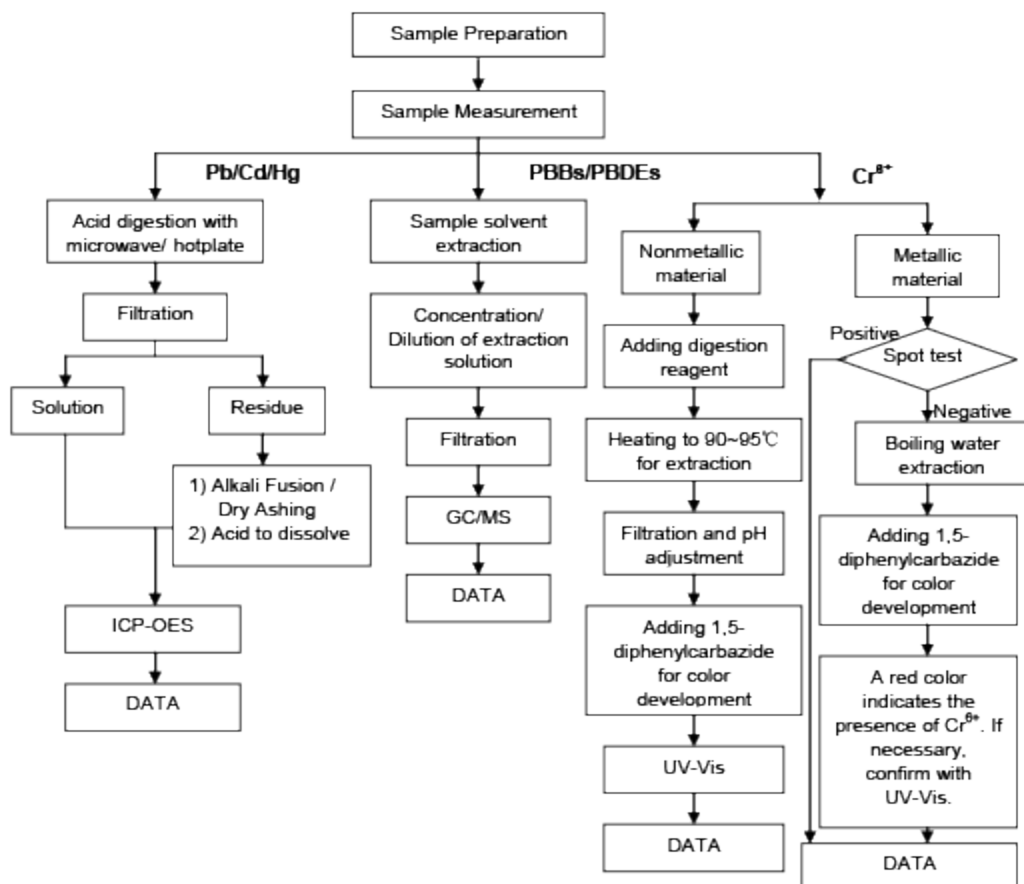 Sample Preparation
Sample Measurement
Pb/Cd/Hg
PBBs/PBDEs
Cr⁶⁺
Acid digestion with
microwave/ hotplate
Filtration
Solution
Residue
1) Alkali Fusion /
Dry Ashing
2) Acid to dissolve
ICP-OES
DATA
Sample solvent
extraction
Concentration/
Dilution of extraction
solution
Filtration
GC/MS
DATA
Nonmetallic
material
Adding digestion
reagent
Heating to 90~95℃
for extraction
Filtration and pH
adjustment
Adding 1,5-
diphenylcarbazide
for color
development
UV-Vis
DATA
Metallic
material
Positive
Spot test
Negative
Boiling water
extraction
Adding 1,5-
diphenylcarbazide
for color
development
A red color
indicates the
presence of Cr⁶⁺. If
necessary,
confirm with
UV-Vis.
DATA